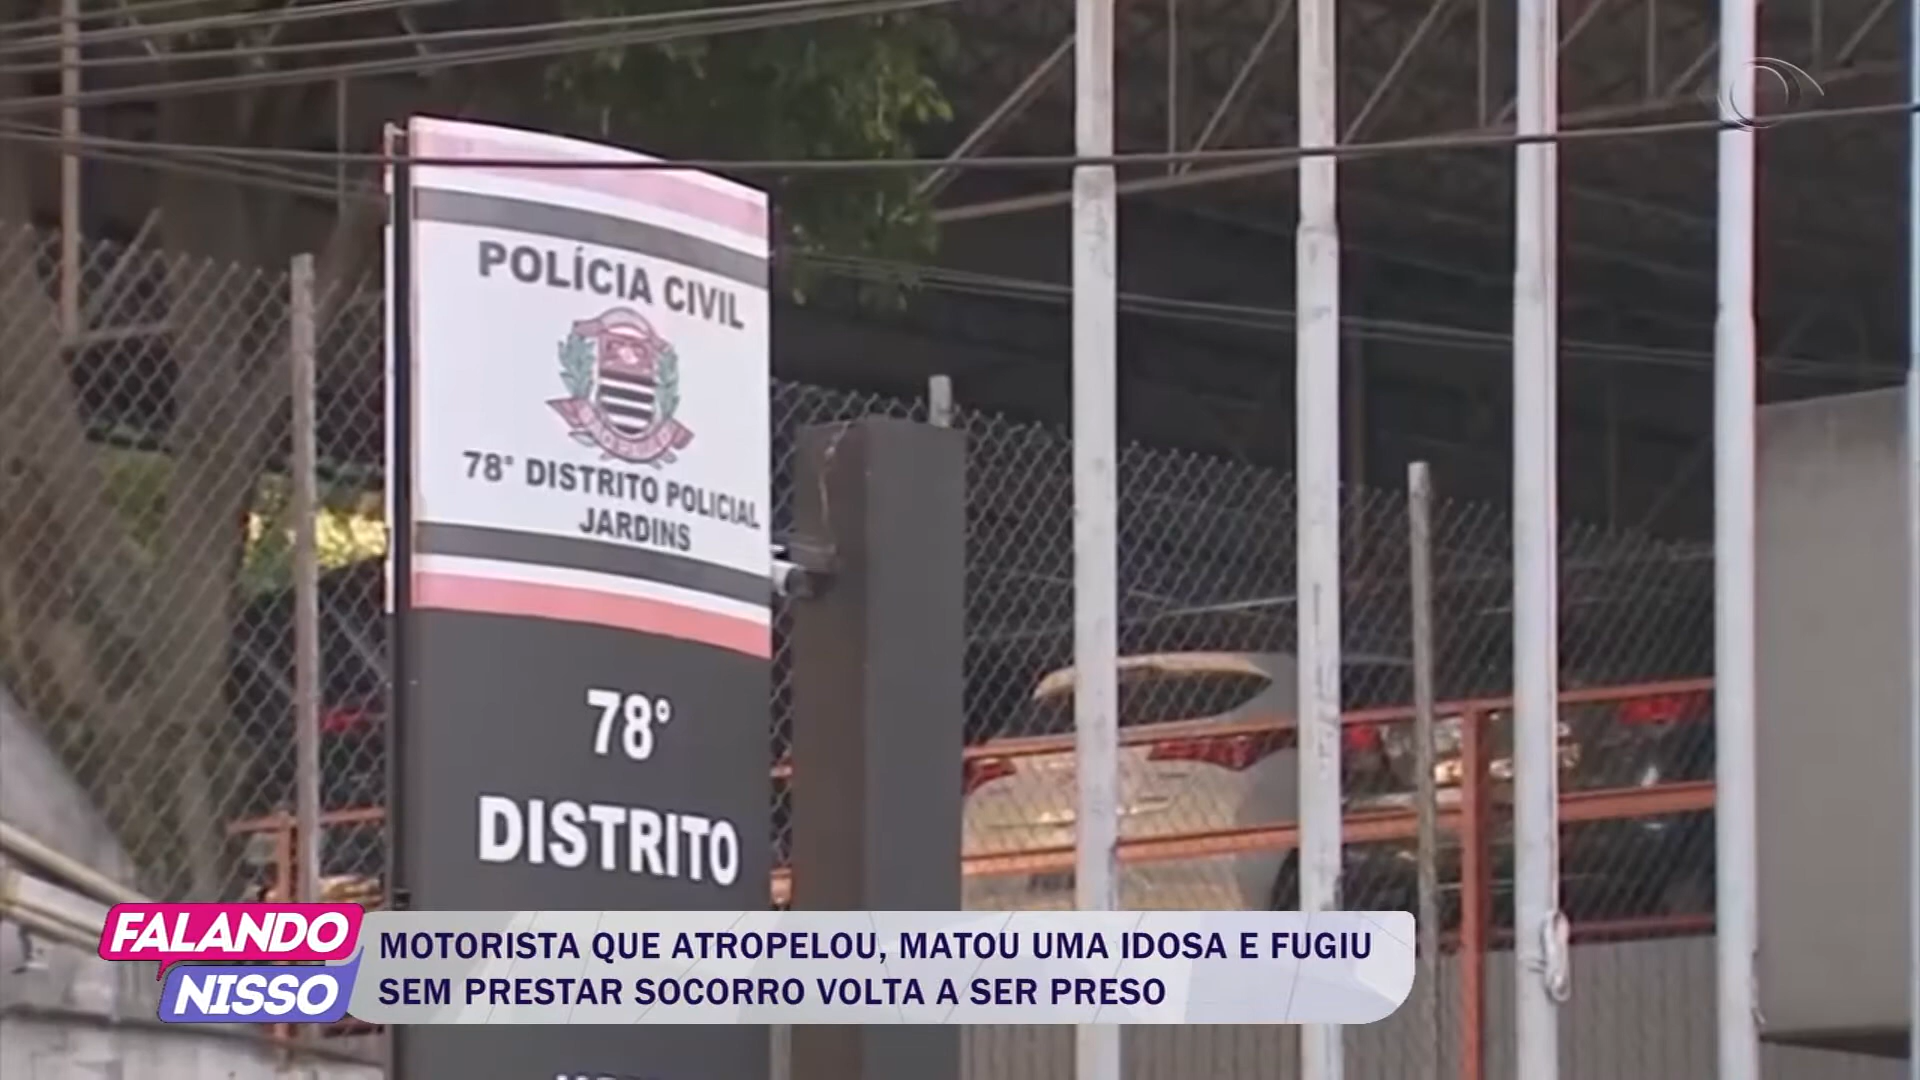 POLÍCIA CIVIL
78° DISTRITO POLICIAL
JARDINS
78°
DISTRITO
FALANDO
NISSO
MOTORISTA QUE ATROPELOU, MATOU UMA IDOSA E FUGIU
SEM PRESTAR SOCORRO VOLTA A SER PRESO